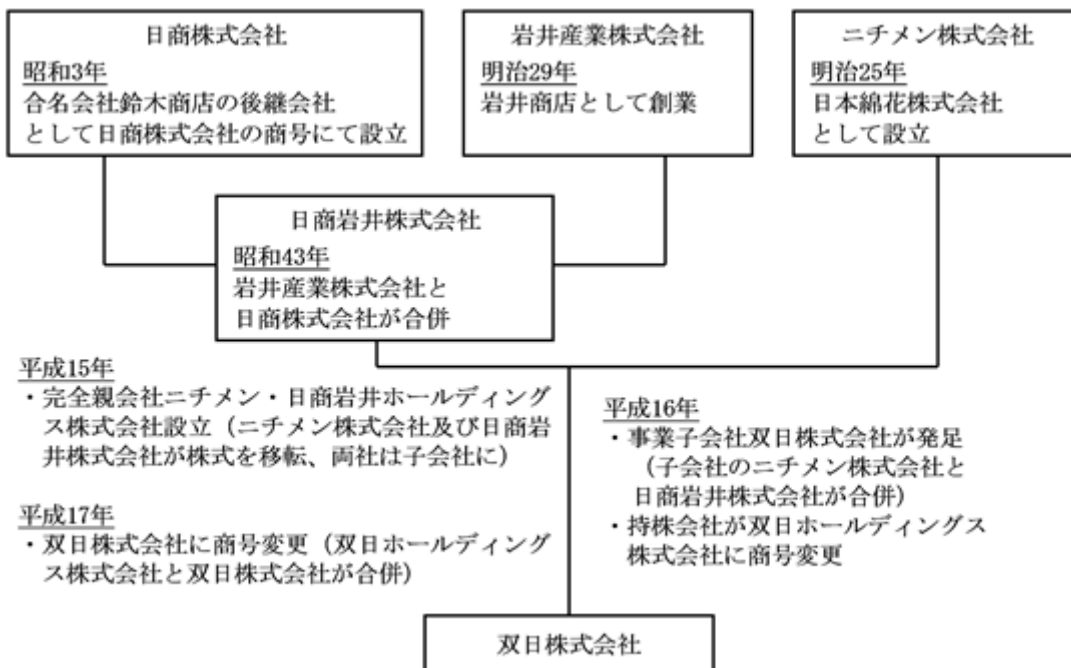 日商株式会社
昭和3年
合名会社鈴木商店の後継会社
として日商株式会社の商号にて設立
岩井産業株式会社
明治29年
岩井商店として創業
ニチメン株式会社
明治25年
日本綿花株式会社
として設立
日商岩井株式会社
昭和43年
岩井産業株式会社と
日商株式会社が合併
平成15年
・完全親会社ニチメン・日商岩井ホールディング
ス株式会社設立（ニチメン株式会社及び日商岩
井株式会社が株式を移転、両社は子会社に）
平成17年
・双日株式会社に商号変更（双日ホールディング
ス株式会社と双日株式会社が合併）
平成16年
・事業子会社双日株式会社が発足
（子会社のニチメン株式会社と
日商岩井株式会社が合併）
・持株会社が双日ホールディングス
株式会社に商号変更
双日株式会社